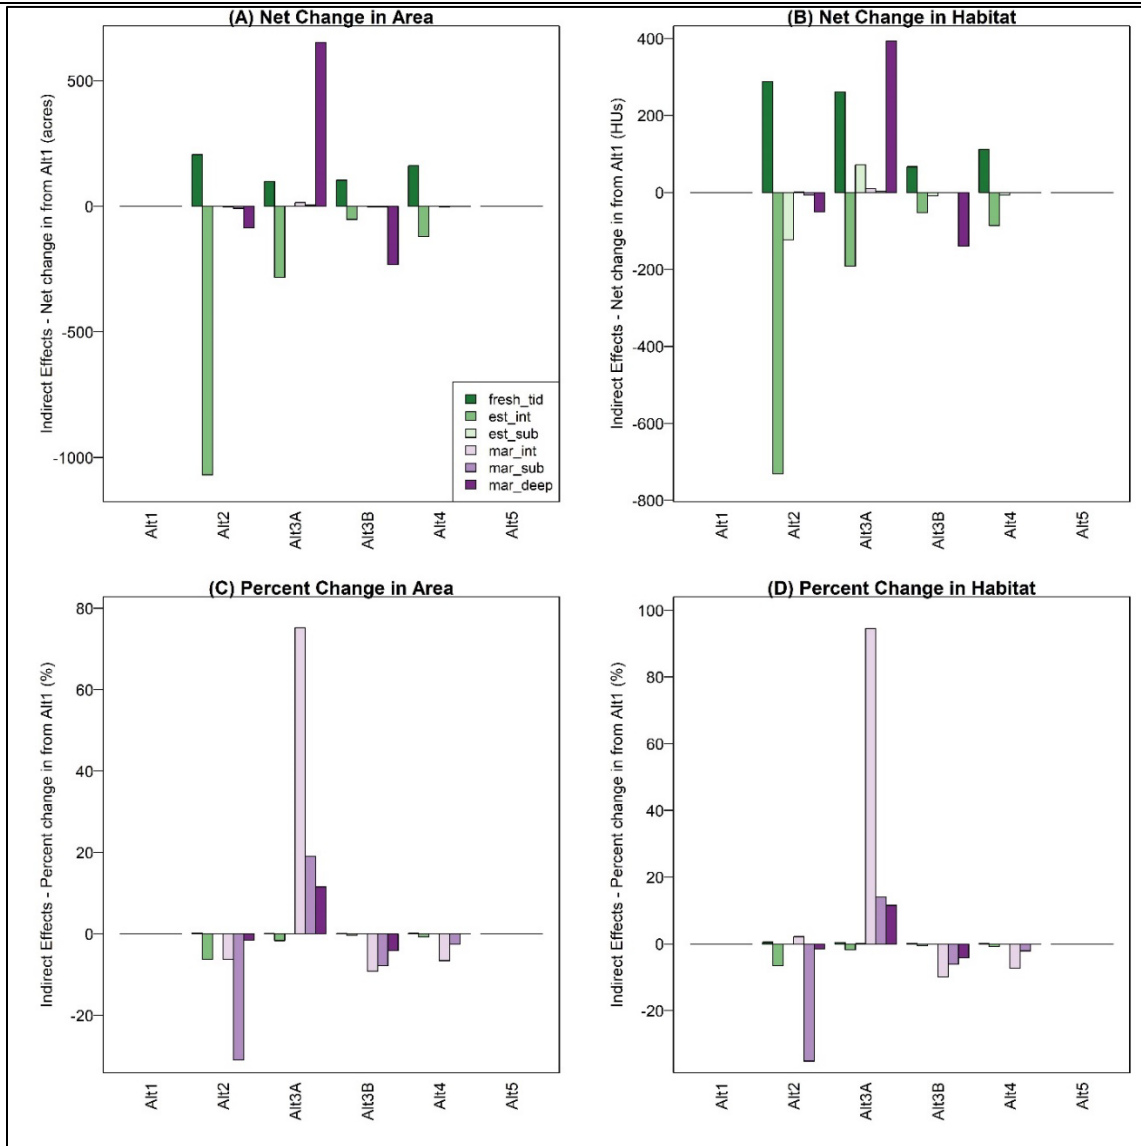 (A) Net Change in Area
Indirect Effects - Net change in from Alt1 (acres)
500
0
-500
-1000
fresh_tid
est_int
est_sub
mar_int
mar_sub
mar_deep
Alt1
Alt2
Alt3A
Alt3B
Alt4
Alt5
(B) Net Change in Habitat
Indirect Effects - Net change in from Alt1 (HUs)
400
200
0
-200
-400
-600
-800
Alt1
Alt2
Alt3A
Alt3B
Alt4
Alt5
(C) Percent Change in Area
Indirect Effects - Percent change in from Alt1 (%)
80
60
40
20
0
-20
Alt1
Alt2
Alt3A
Alt3B
Alt4
Alt5
(D) Percent Change in Habitat
Indirect Effects - Percent change in from Alt1 (%)
100
80
60
40
20
0
-20
Alt1
Alt2
Alt3A
Alt3B
Alt4
Alt5